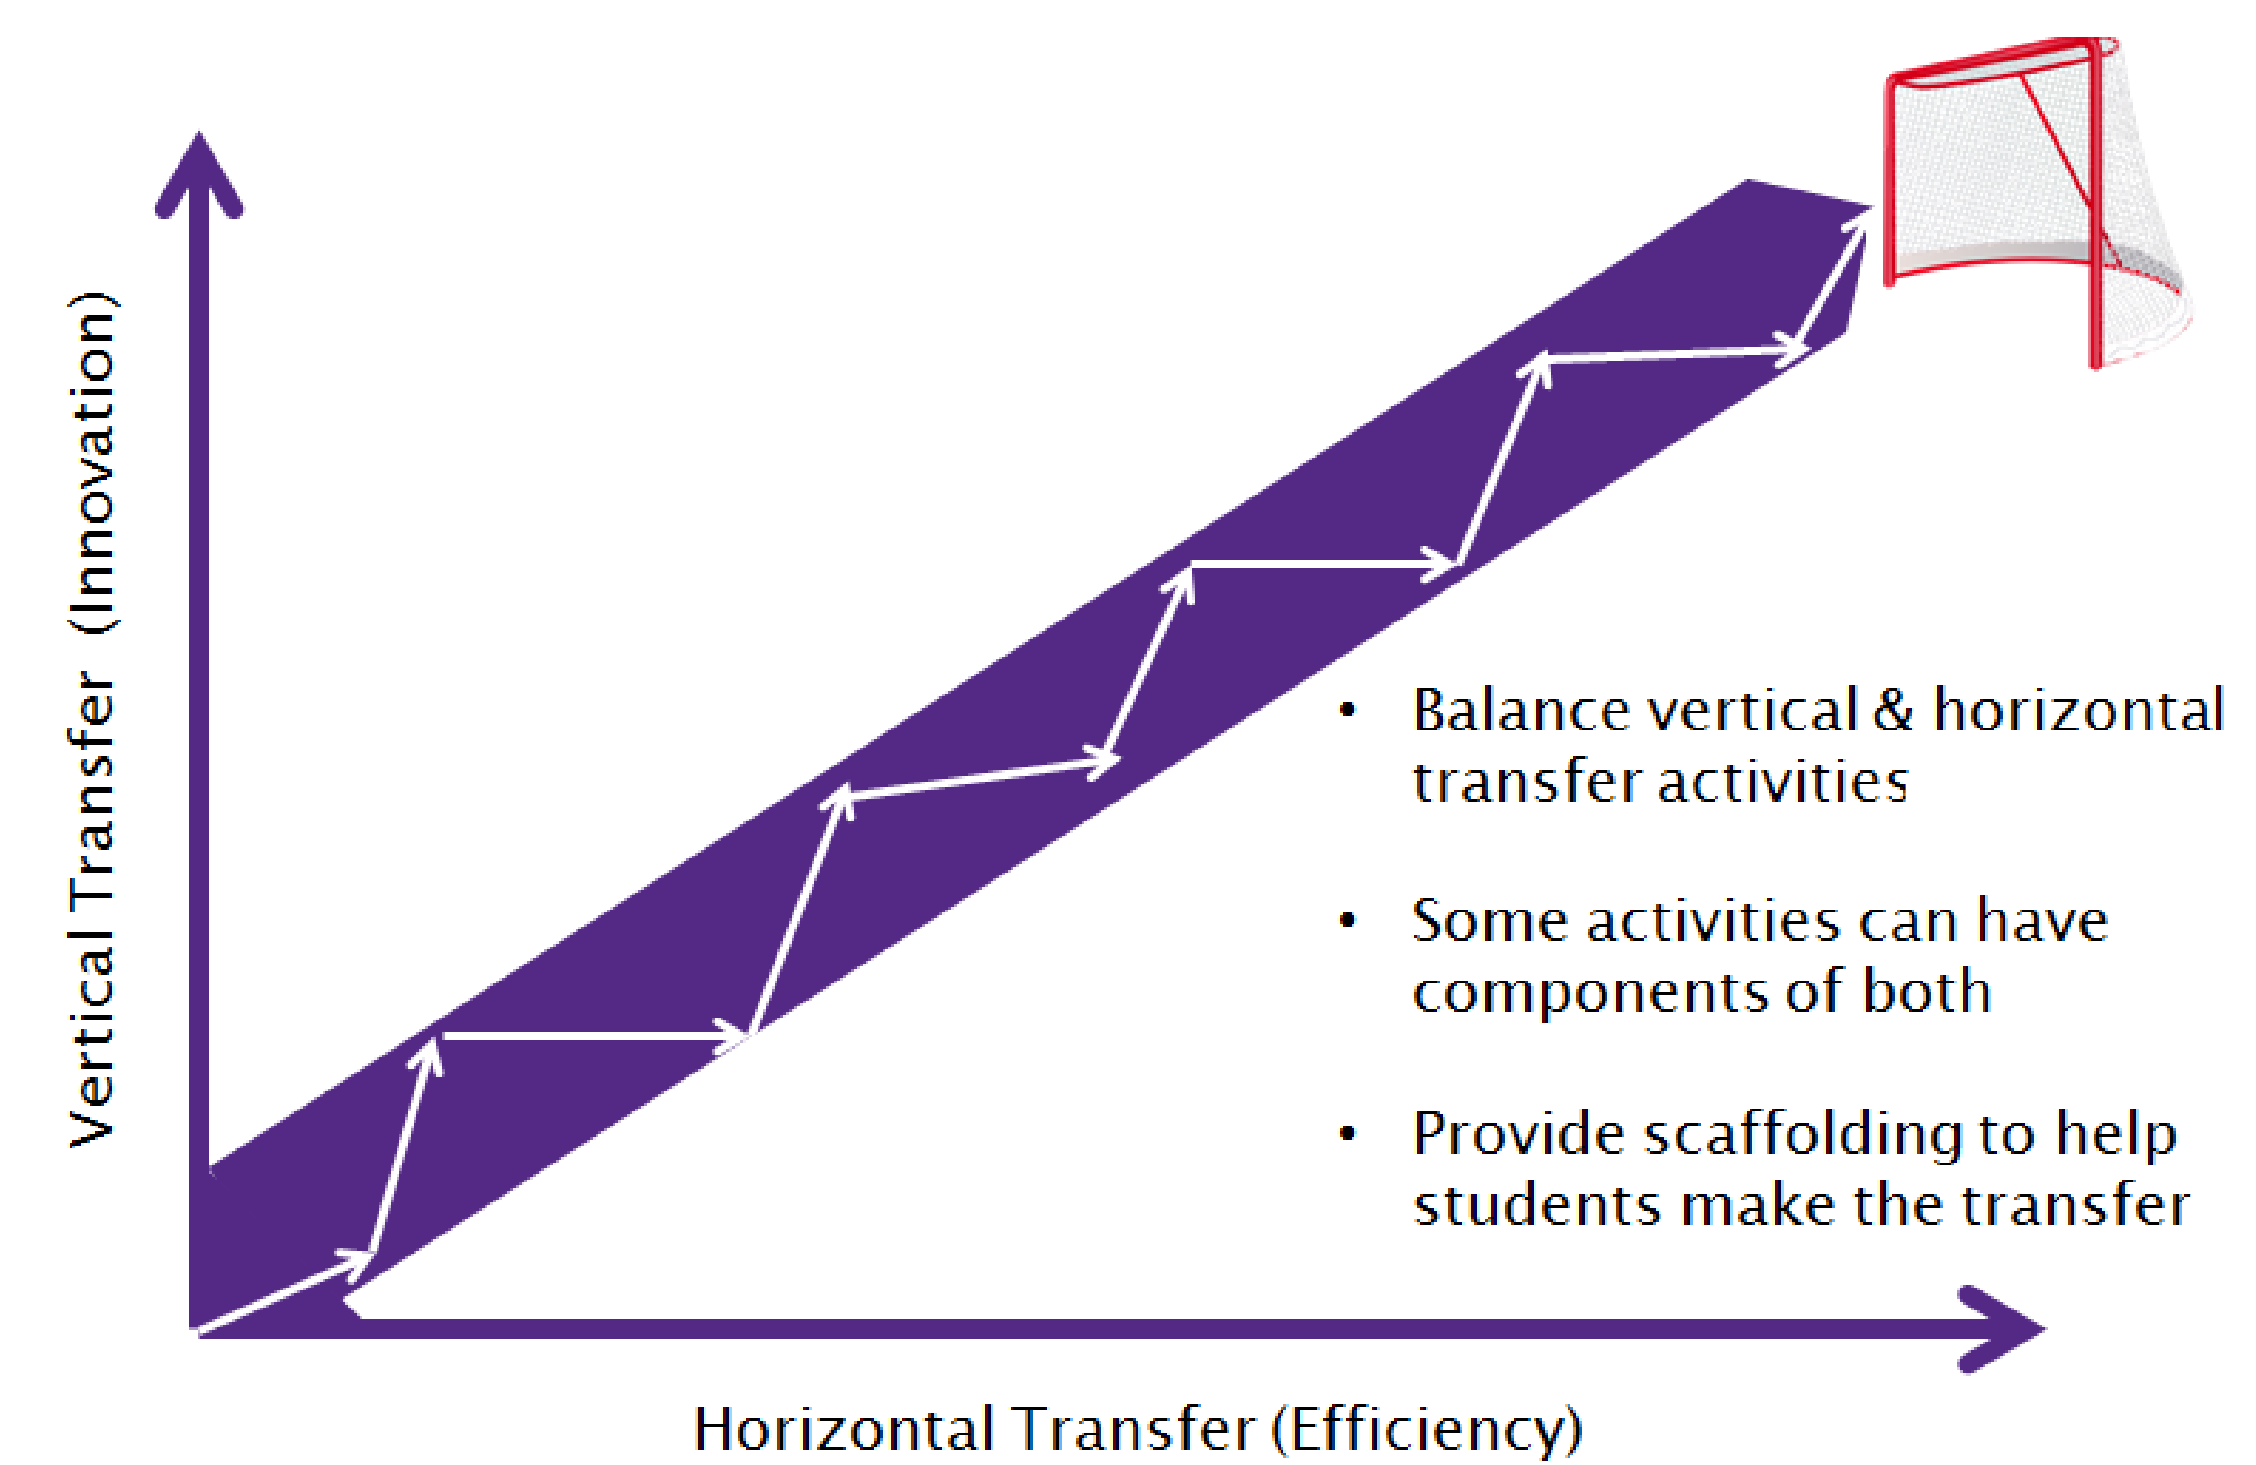 Vertical Transfer (Innovation)
• Balance vertical & horizontal
transfer activities
• Some activities can have
components of both
• Provide scaffolding to help
students make the transfer
Horizontal Transfer (Efficiency)